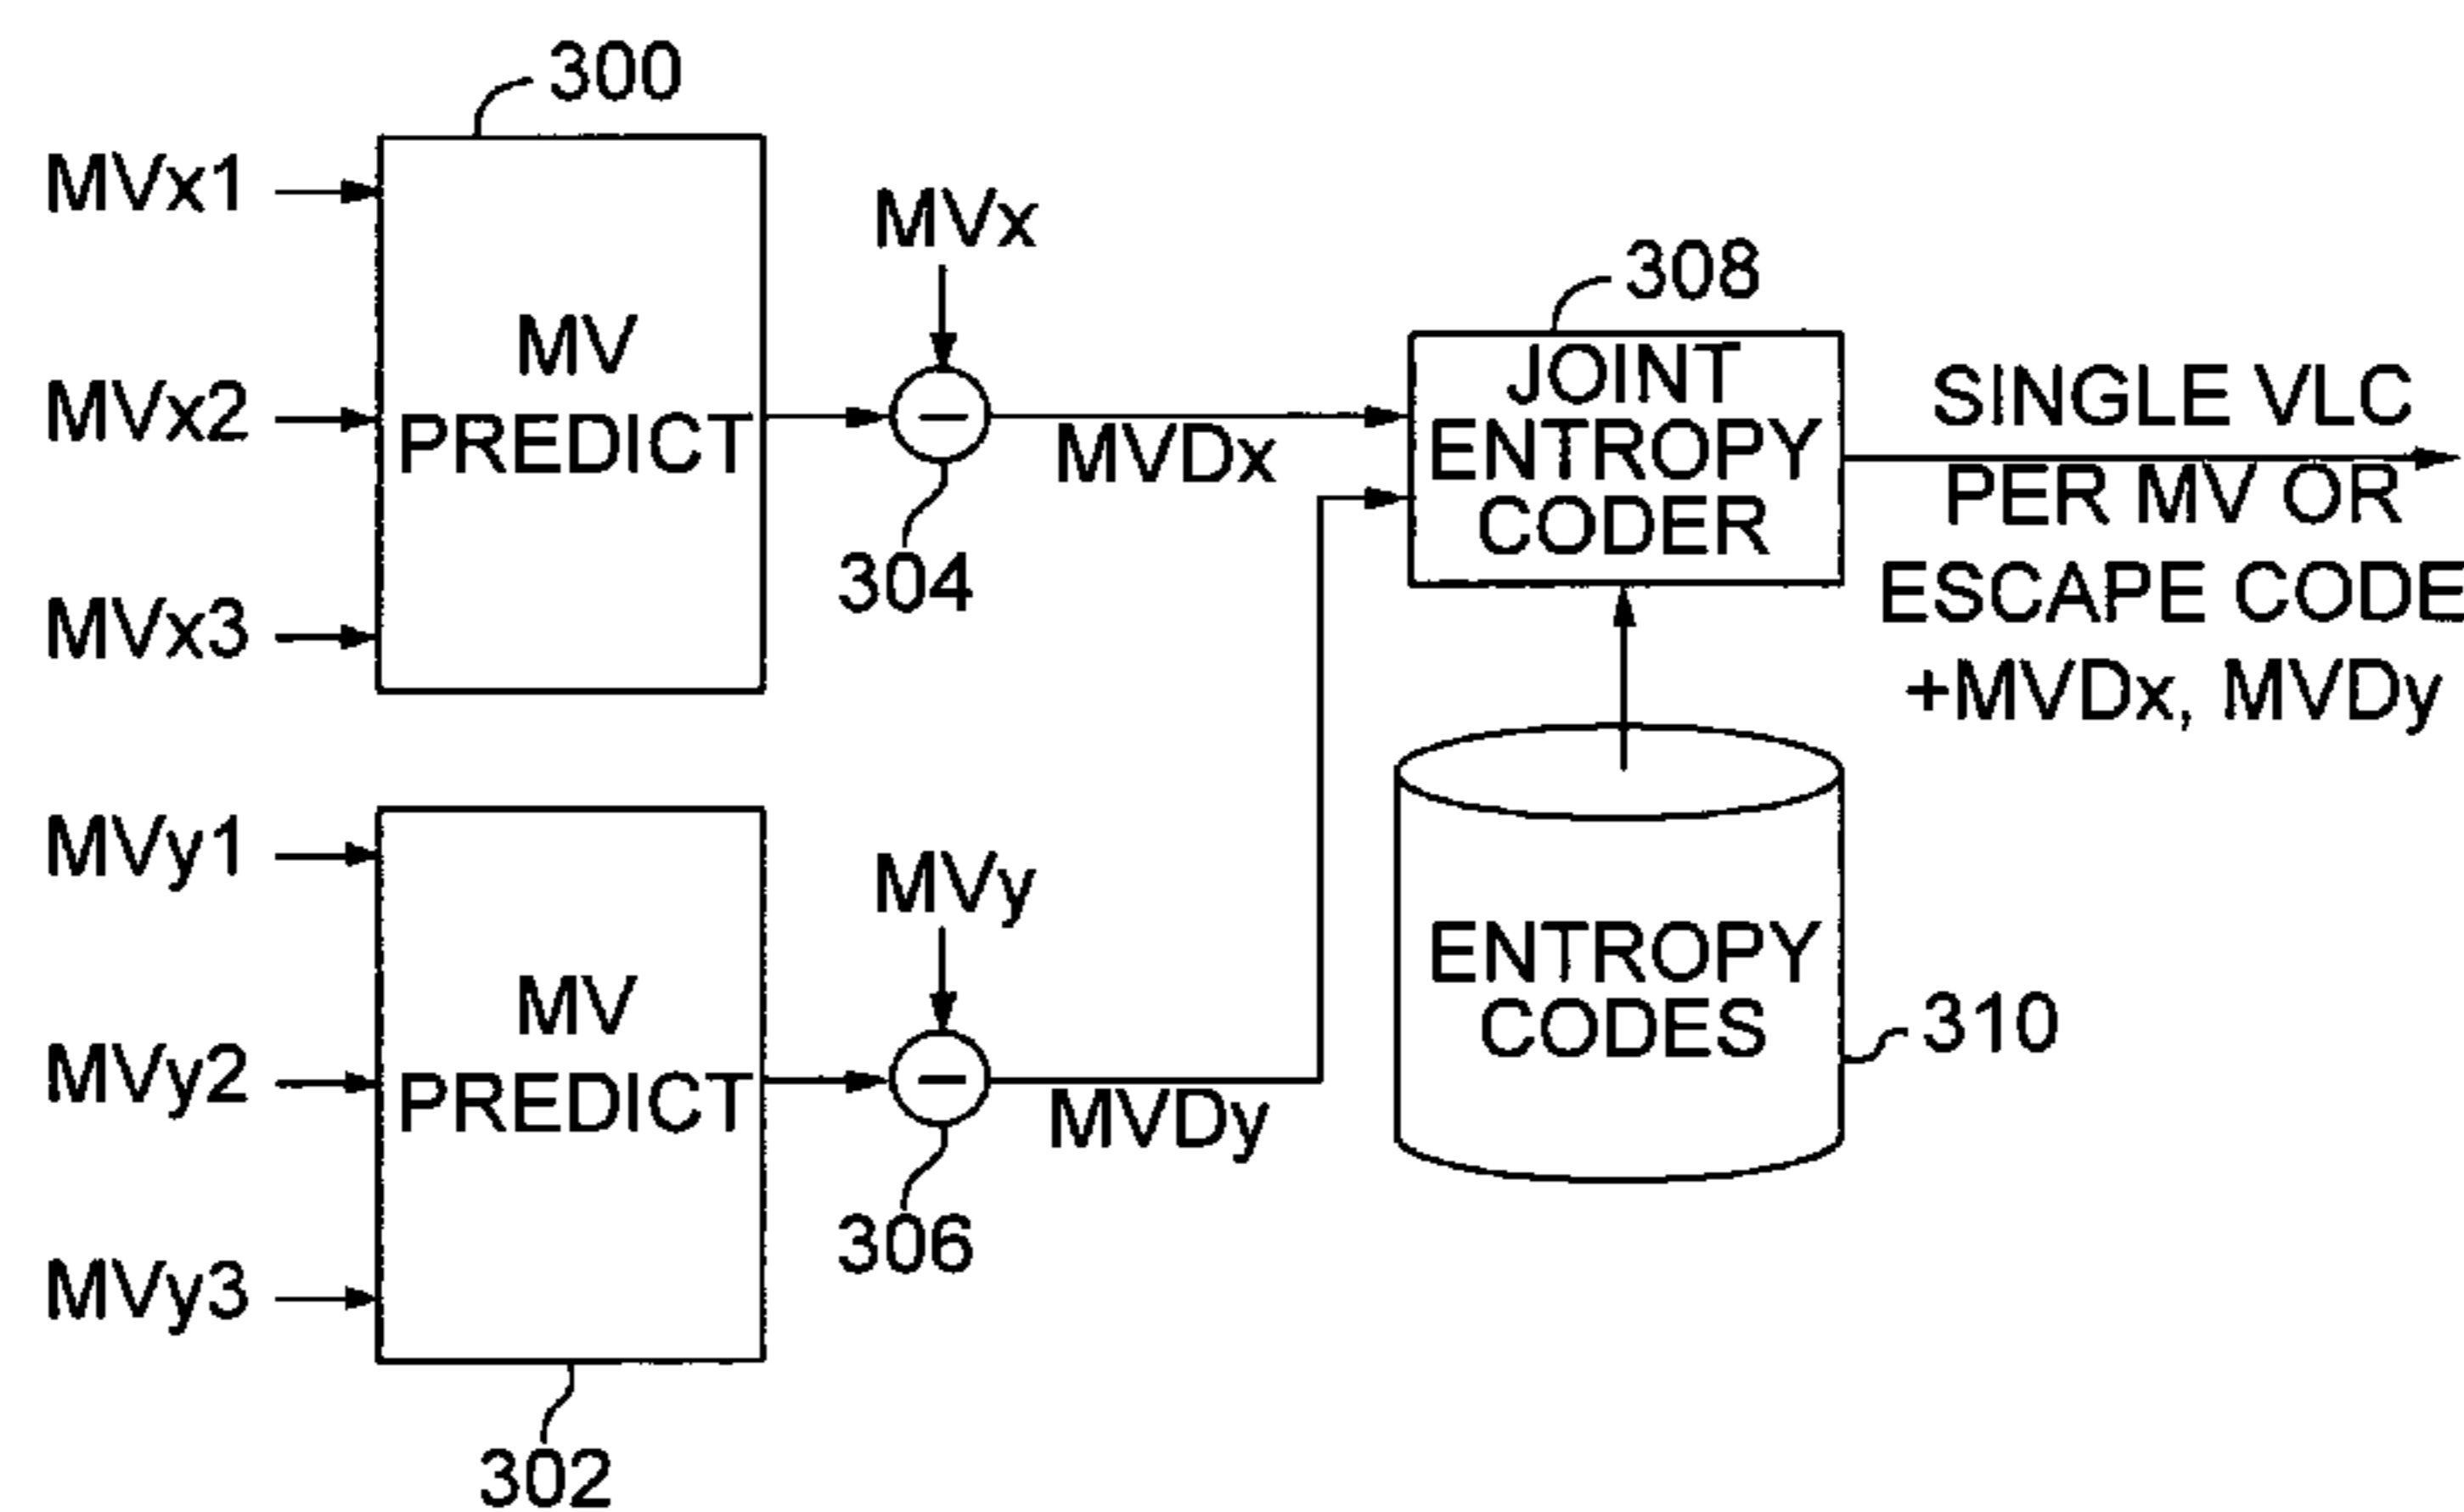 300
MVx1
MVx2
MVx3
MV
PREDICT
MVx
304
MVDx
308
JOINT
ENTROPY
CODER
SINGLE VLC
PER MV OR
ESCAPE CODE
+MVDx, MVDy
MVy1
MVy2
MVy3
MV
PREDICT
302
MVy
306
MVDy
ENTROPY
CODES
310